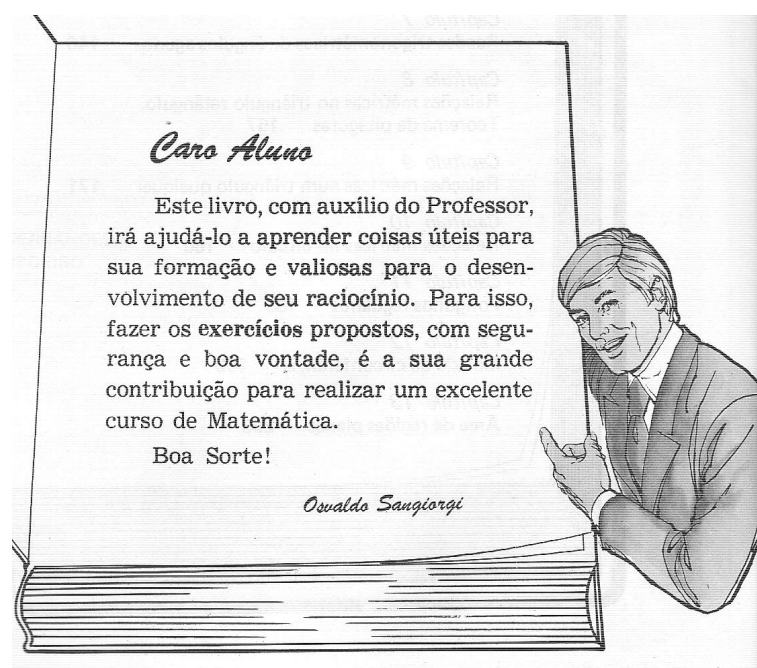 Caro Aluno
Este livro, com auxílio do Professor,
irá ajudá-lo a aprender coisas úteis para
sua formação e valiosas para o desen-
volvimento de seu raciocínio. Para isso,
fazer os exercícios propostos, com segu-
rança e boa vontade, é a sua grande
contribuição para realizar um excelente
curso de Matemática.
Boa Sorte!
Osvaldo Sangiorgi